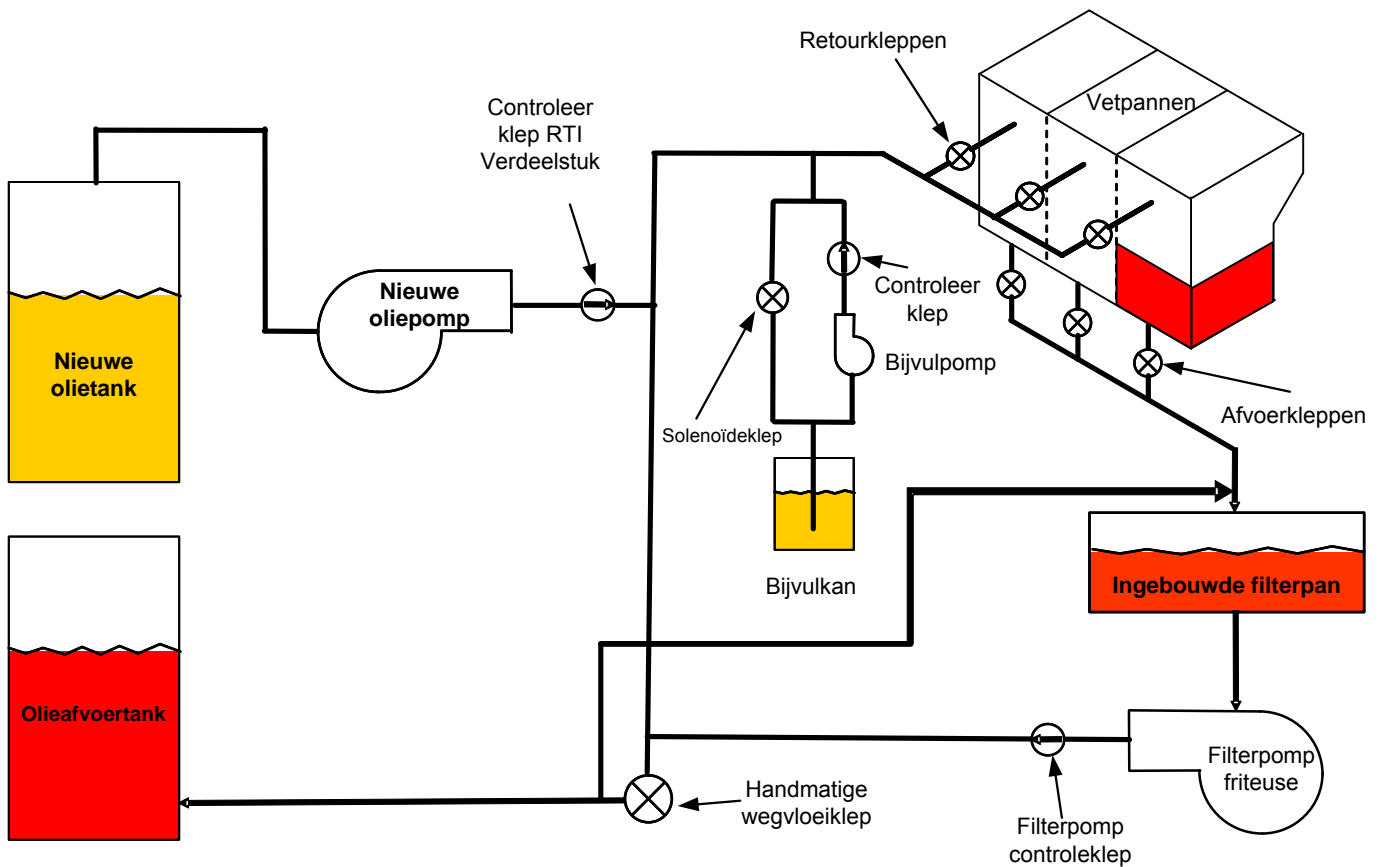 Retourkleppen
Vetpannen
Controleer
klep RTI
Verdeelstuk
Nieuwe
oliepomp
Controleer
klep
Nieuwe
olietank
Bijvulpomp
Solenoïdeklep
Afvoerkleppen
Bijvulkan
Ingebouwde filterpan
Olieafvoertank
Filterpomp
friteuse
Handmatige
wegvloeiklep
Filterpomp
controleklep